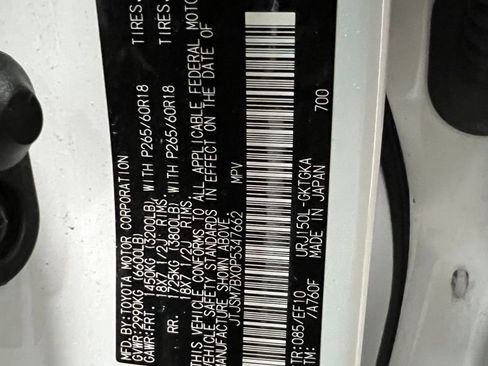 MFD. BY:TOYOTA MOTOR CORPORATION
GVWR:2990KG (6600LB)
GAWR:FRT. 1450KG (3200LB) WITH P265/60R18 TIRES,
18X7 1/2J RIMS,
RR. 1725KG (3800LB) WITH P265/60R18 TIRES,
18X7 1/2J RIMS,
THIS VEHICLE CONFORMS TO ALL APPLICABLE FEDERAL MOTOR
VEHICLE SAFETY STANDARDS IN EFFECT ON THE DATE OF
MANUFACTURE SHOWN ABOVE.
JTJSM7BX0P5347662 MPV
700
TR:085/EF10 URJ150L-GKTGKA
TM: /A760F MADE IN JAPAN